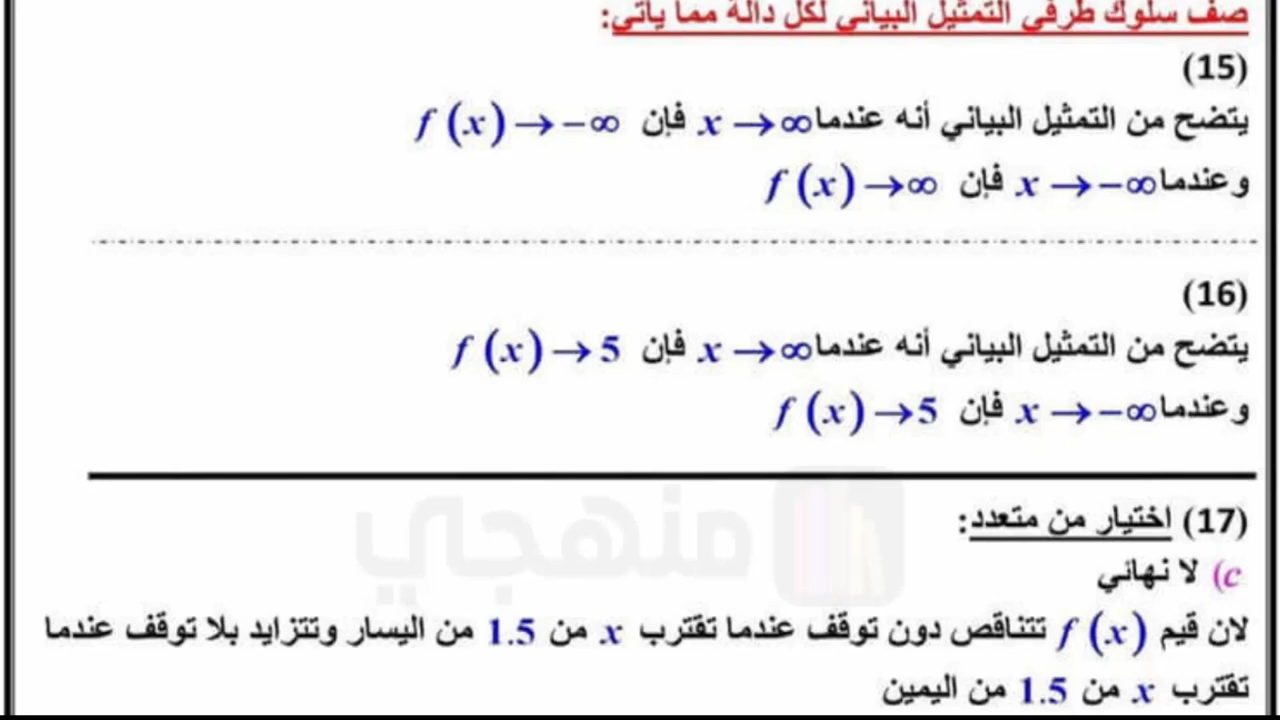 صف سلوك طرفي التمثيل البياني لكل دالة مما يأتي:
(15)
يتضح من التمثيل البياني أنه عندما x → ∞ فإن f (x) → −∞
وعندما x → −∞ فإن f (x) → ∞
(16)
يتضح من التمثيل البياني أنه عندما x → ∞ فإن f (x) → 5
وعندما x → −∞ فإن f (x) → 5
منهجي
(17) اختيار من متعدد:
c) لا نهائي
لان قيم f (x) تتناقص دون توقف عندما تقترب x من 1.5 من اليسار وتتزايد بلا توقف عندما
تقترب x من 1.5 من اليمين